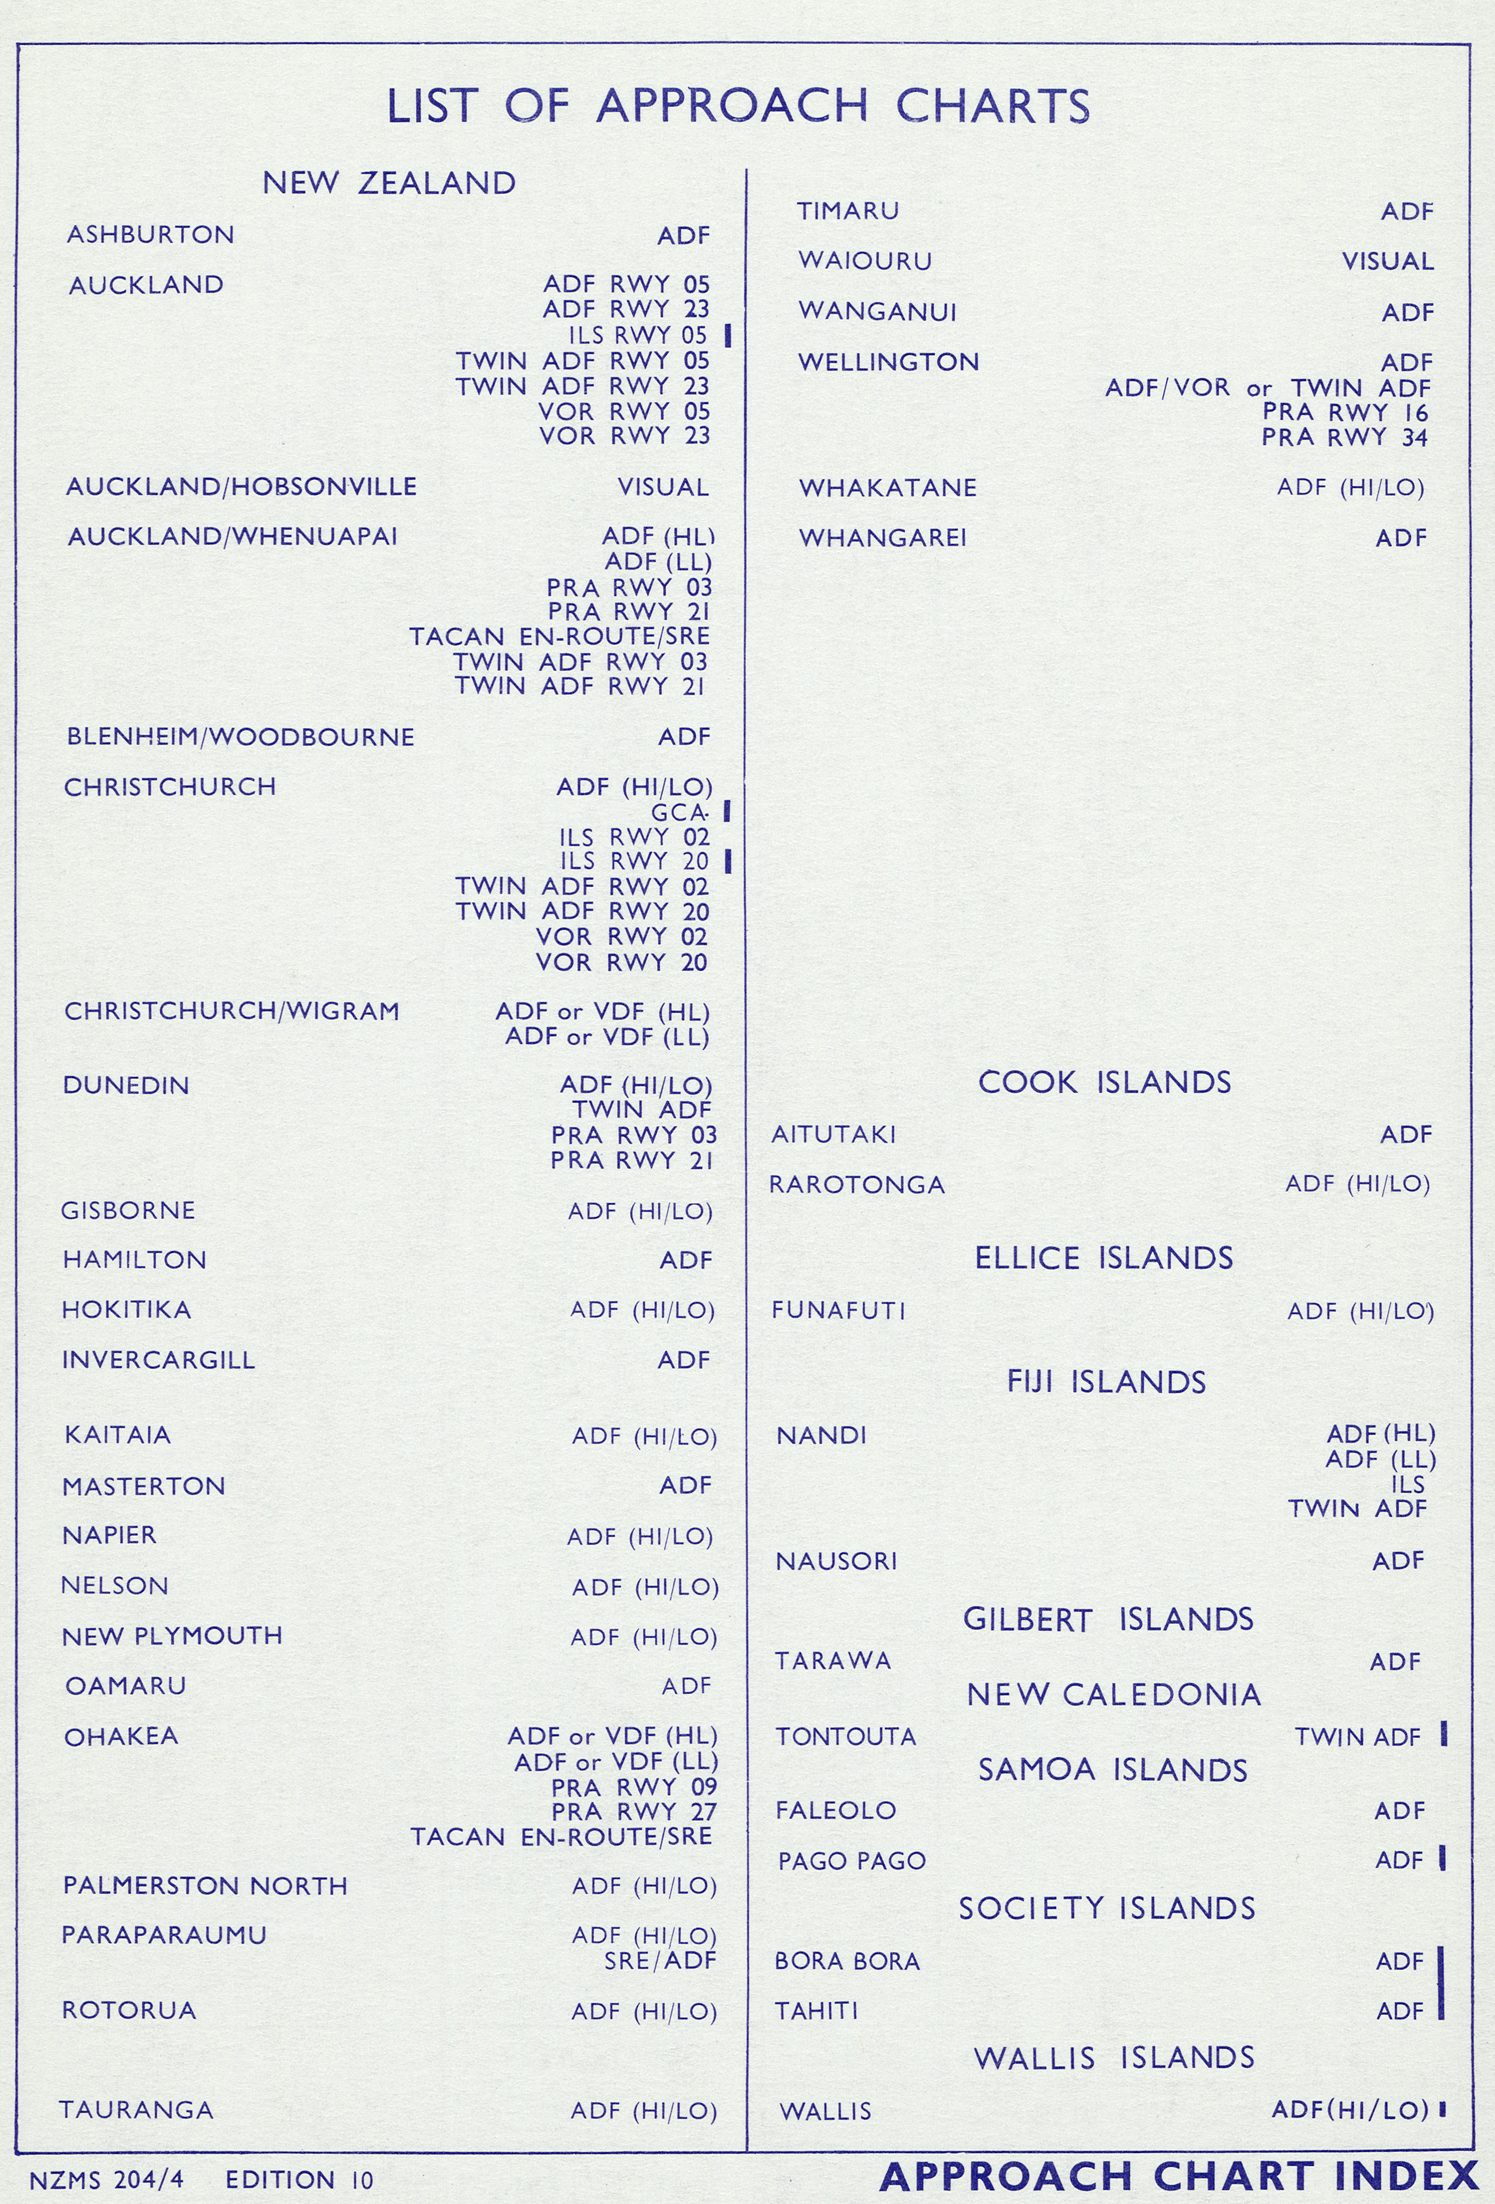 LIST OF APPROACH CHARTS
NEW ZEALAND
ASHBURTON ADF
AUCKLAND ADF RWY 05
ADF RWY 23
ILS RWY 05
TWIN ADF RWY 05
TWIN ADF RWY 23
VOR RWY 05
VOR RWY 23
AUCKLAND/HOBSONVILLE VISUAL
AUCKLAND/WHENUAPAI ADF (HL)
ADF (LL)
PRA RWY 03
PRA RWY 21
TACAN EN-ROUTE/SRE
TWIN ADF RWY 03
TWIN ADF RWY 21
BLENHEIM/WOODBOURNE ADF
CHRISTCHURCH ADF (HI/LO)
GCA
ILS RWY 02
ILS RWY 20
TWIN ADF RWY 02
TWIN ADF RWY 20
VOR RWY 02
VOR RWY 20
CHRISTCHURCH/WIGRAM ADF or VDF (HL)
ADF or VDF (LL)
DUNEDIN ADF (HI/LO)
TWIN ADF
PRA RWY 03
PRA RWY 21
GISBORNE ADF (HI/LO)
HAMILTON ADF
HOKITIKA ADF (HI/LO)
INVERCARGILL ADF
KAITAIA ADF (HI/LO)
MASTERTON ADF
NAPIER ADF (HI/LO)
NELSON ADF (HI/LO)
NEW PLYMOUTH ADF (HI/LO)
OAMARU ADF
OHAKEA ADF or VDF (HL)
ADF or VDF (LL)
PRA RWY 09
PRA RWY 27
TACAN EN-ROUTE/SRE
PALMERSTON NORTH ADF (HI/LO)
PARAPARAUMU ADF (HI/LO)
SRE/ADF
ROTORUA ADF (HI/LO)
TAURANGA ADF (HI/LO)
TIMARU ADF
WAIOURU VISUAL
WANGANUI ADF
WELLINGTON ADF
ADF/VOR or TWIN ADF
PRA RWY 16
PRA RWY 34
WHAKATANE ADF (HI/LO)
WHANGAREI ADF
COOK ISLANDS
AITUTAKI ADF
RAROTONGA ADF (HI/LO)
ELLICE ISLANDS
FUNAFUTI ADF (HI/LO)
FIJI ISLANDS
NANDI ADF (HL)
ADF (LL)
ILS
TWIN ADF
NAUSORI ADF
GILBERT ISLANDS
TARAWA ADF
NEW CALEDONIA
TONTOUTA TWIN ADF
SAMOA ISLANDS
FALEOLO ADF
PAGO PAGO ADF
SOCIETY ISLANDS
BORA BORA ADF
TAHITI ADF
WALLIS ISLANDS
WALLIS ADF(HI/LO)
NZMS 204/4 EDITION 10
APPROACH CHART INDEX